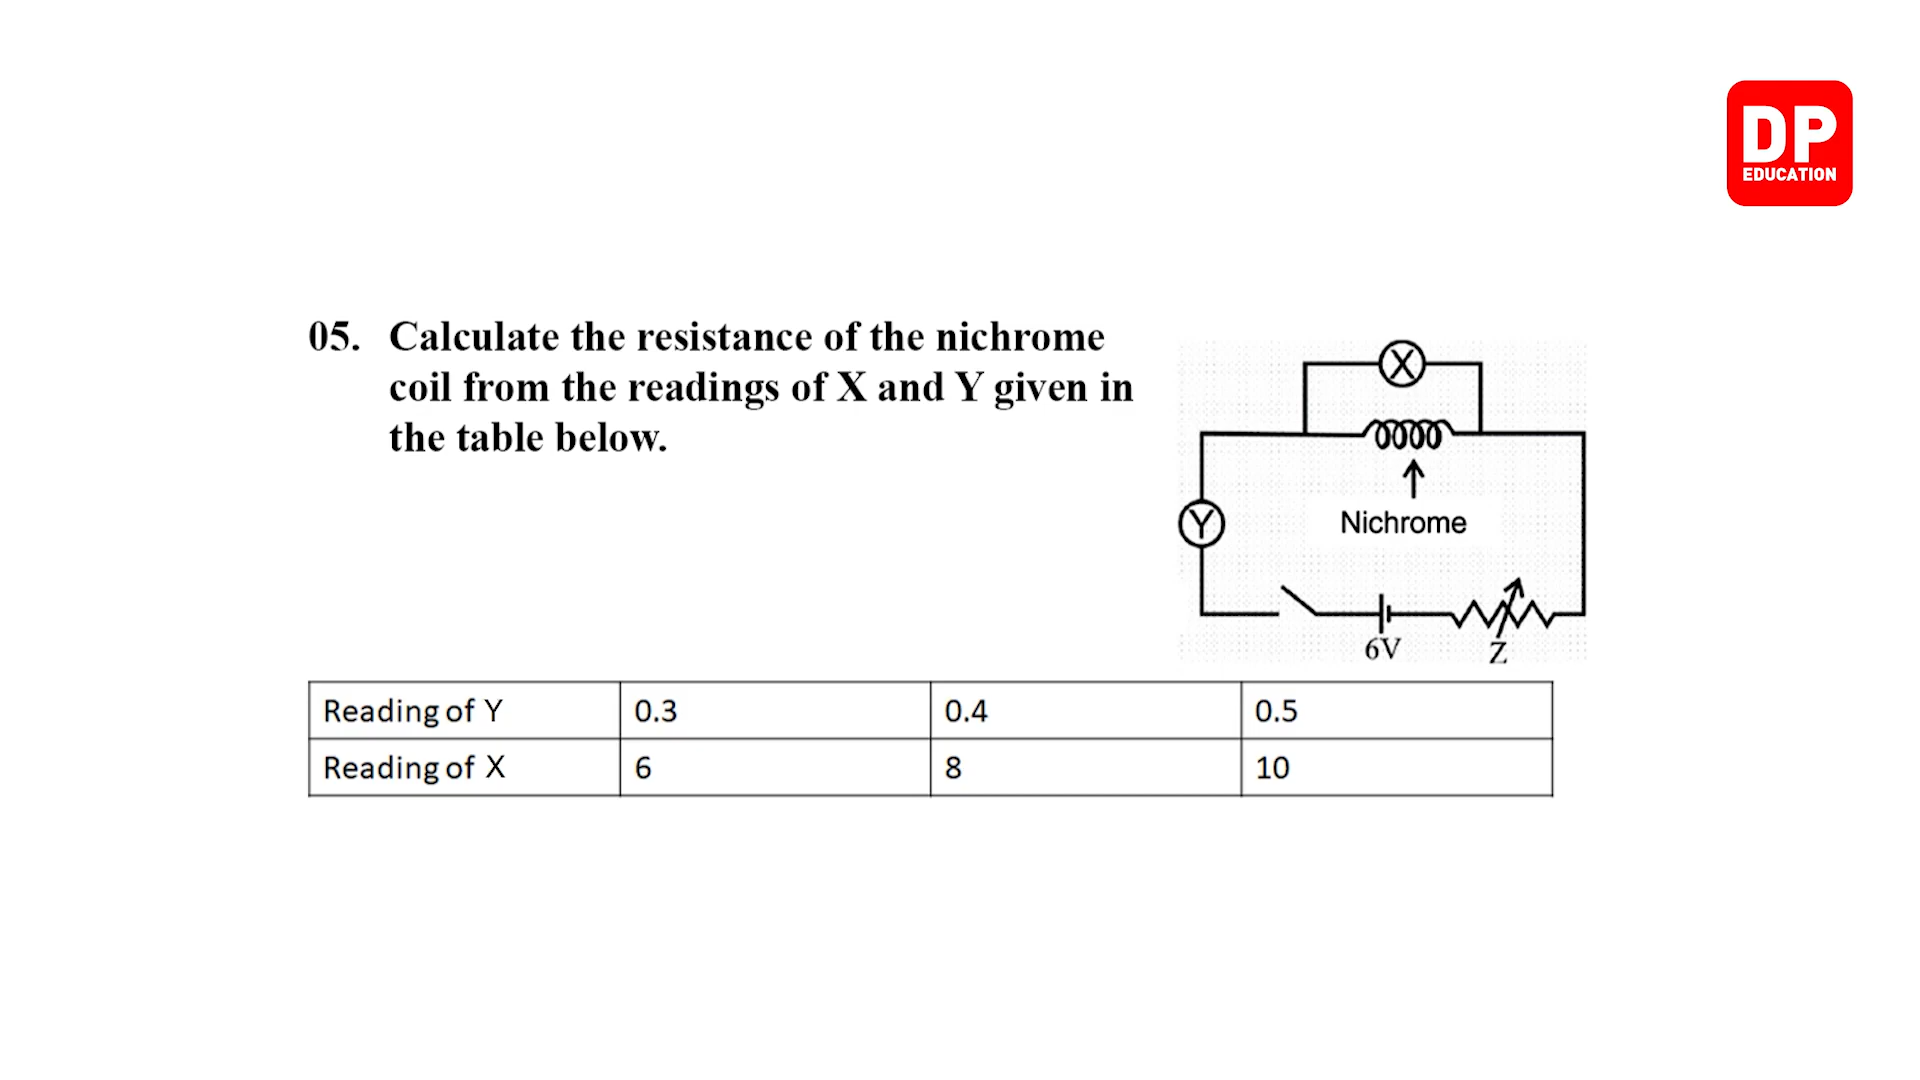 DP
EDUCATION
05. Calculate the resistance of the nichrome
coil from the readings of X and Y given in
the table below.
X
Nichrome
Y
6V
Z
Reading of Y 0.3 0.4 0.5
Reading of X 6 8 10